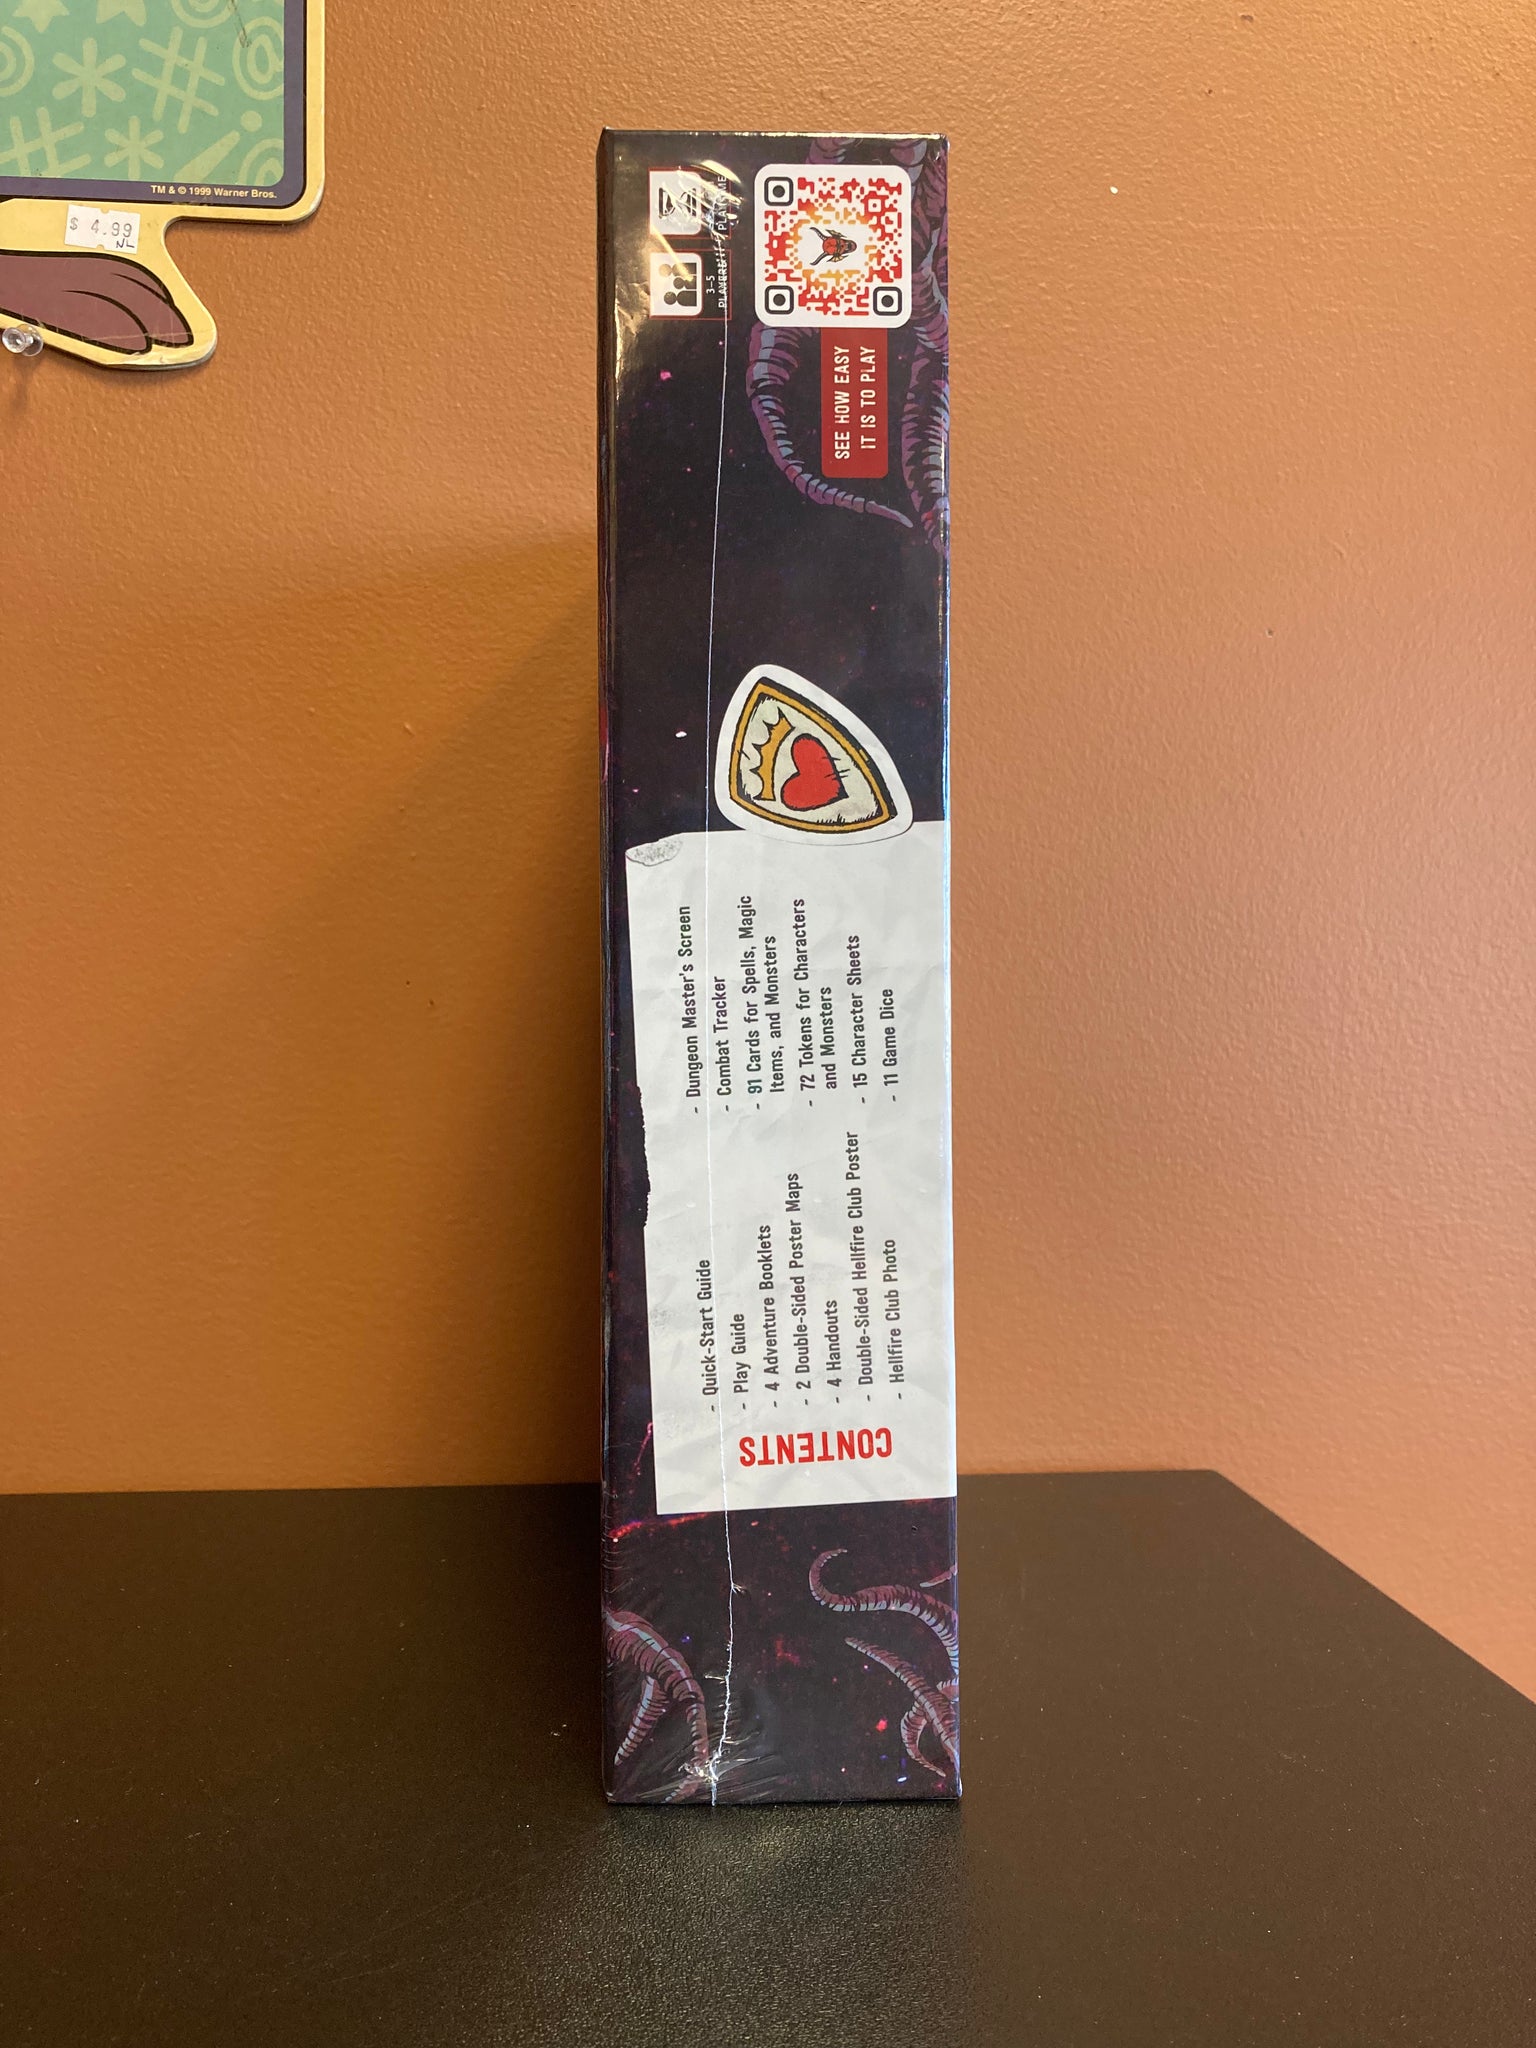 TM & © 1999 Warner Bros.
$ 4.99
NL
CONTENTS
- Quick-Start Guide
- Play Guide
- 4 Adventure Booklets
- 2 Double-Sided Poster Maps
- 4 Handouts
- Double-Sided Hellfire Club Poster
- Hellfire Club Photo
- Dungeon Master's Screen
- Combat Tracker
- 91 Cards for Spells, Magic
Items, and Monsters
- 72 Tokens for Characters
and Monsters
- 15 Character Sheets
- 11 Game Dice
SEE HOW EASY
IT IS TO PLAY
3-5
PLAYERS